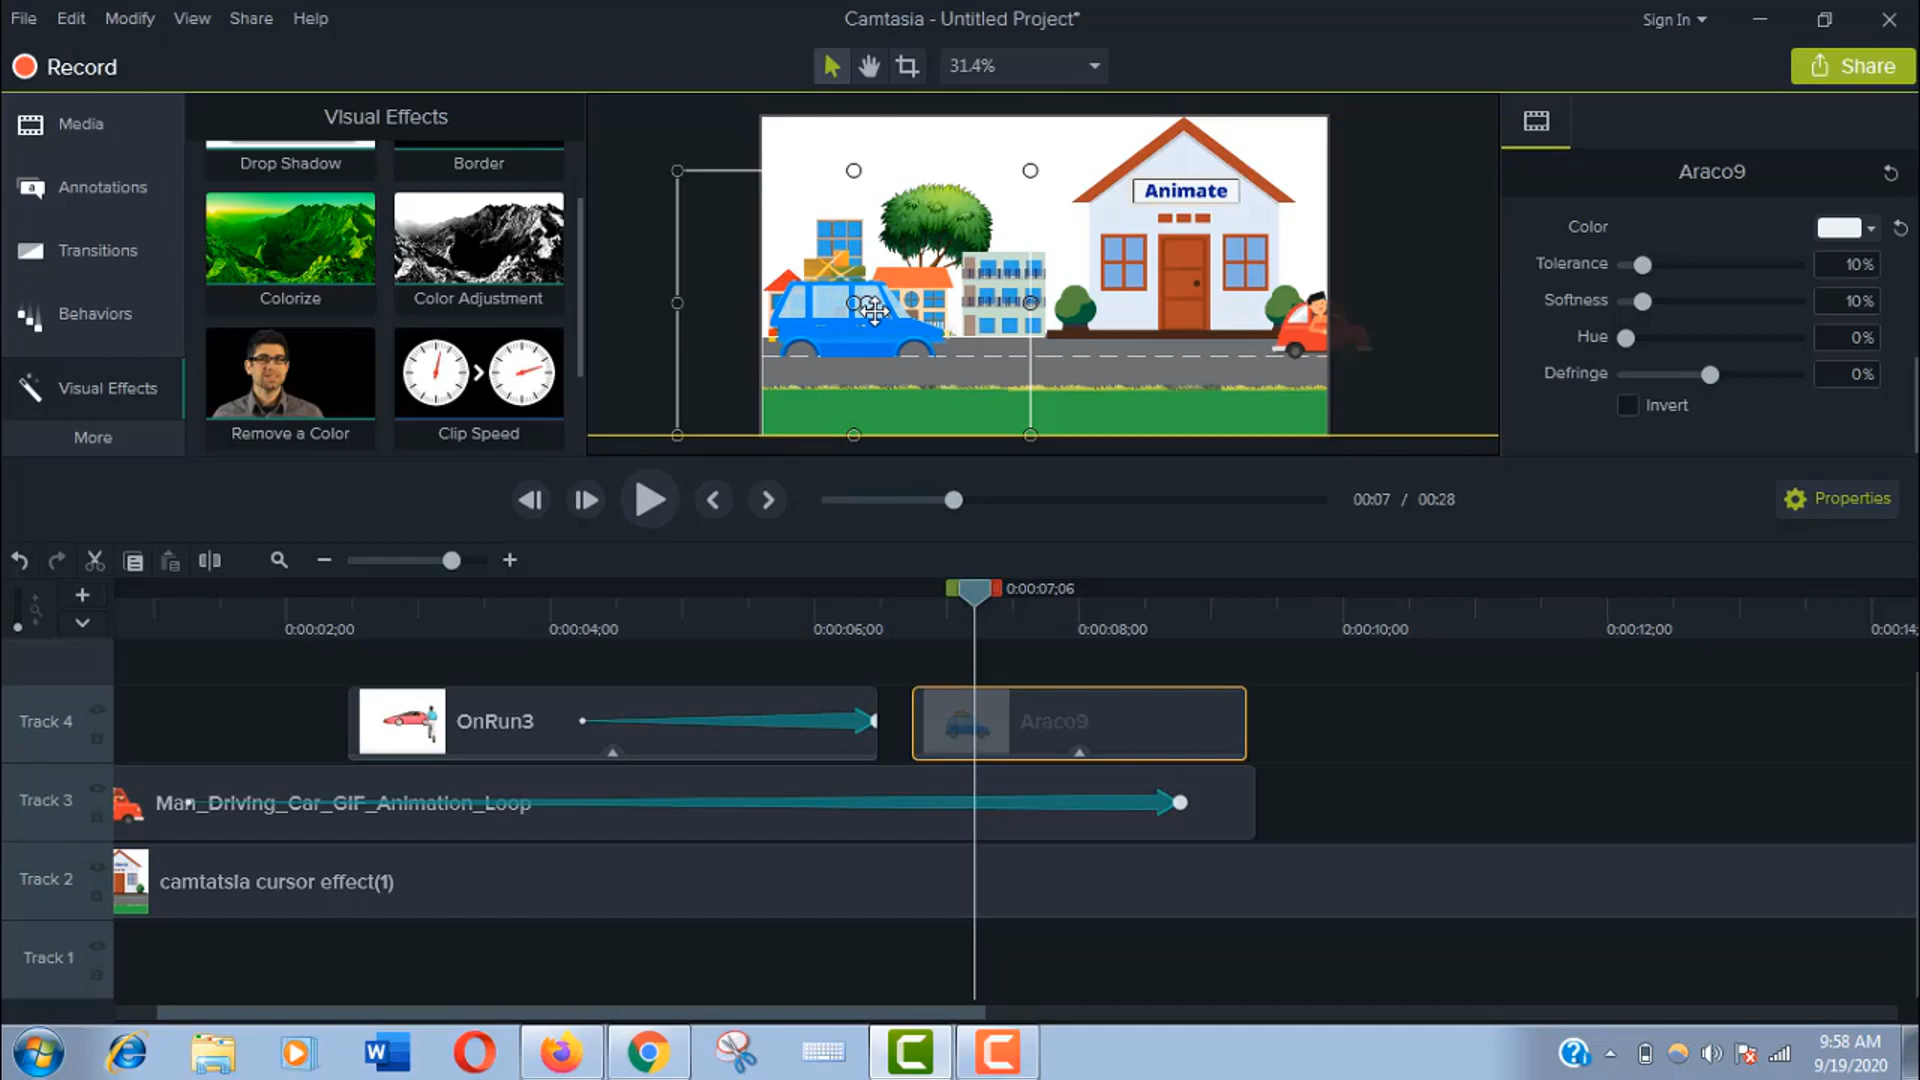 File Edit Modify View Share Help
Camtasia - Untitled Project*
Sign In
Record
31.4%
Share
Media
Annotations
Transitions
Behaviors
Visual Effects
More
Visual Effects
Drop Shadow Border
Colorize Color Adjustment
Remove a Color Clip Speed
Animate
Araco9
Color
Tolerance 10%
Softness 10%
Hue 0%
Defringe 0%
Invert
00:07 / 00:28
Properties
0:00:07;06
0:00:02;00 0:00:04;00 0:00:06;00 0:00:08;00 0:00:10;00 0:00:12;00 0:00:14;
Track 4
OnRun3
Araco9
Track 3
Man_Driving_Car_GIF_Animation_Loop
Track 2
camtatsia cursor effect(1)
Track 1
9:58 AM
9/19/2020